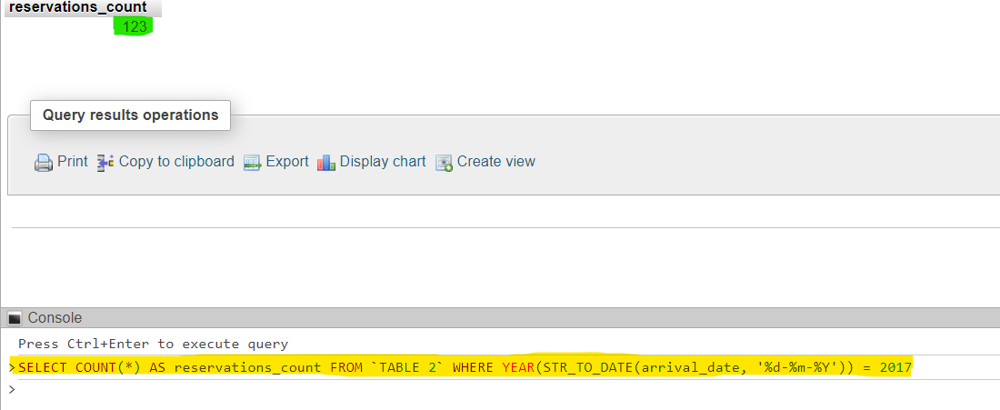 reservations_count
123
Query results operations
Print Copy to clipboard Export Display chart Create view
Console
Press Ctrl+Enter to execute query
>SELECT COUNT(*) AS reservations_count FROM `TABLE 2` WHERE YEAR(STR_TO_DATE(arrival_date, '%d-%m-%Y')) = 2017
>